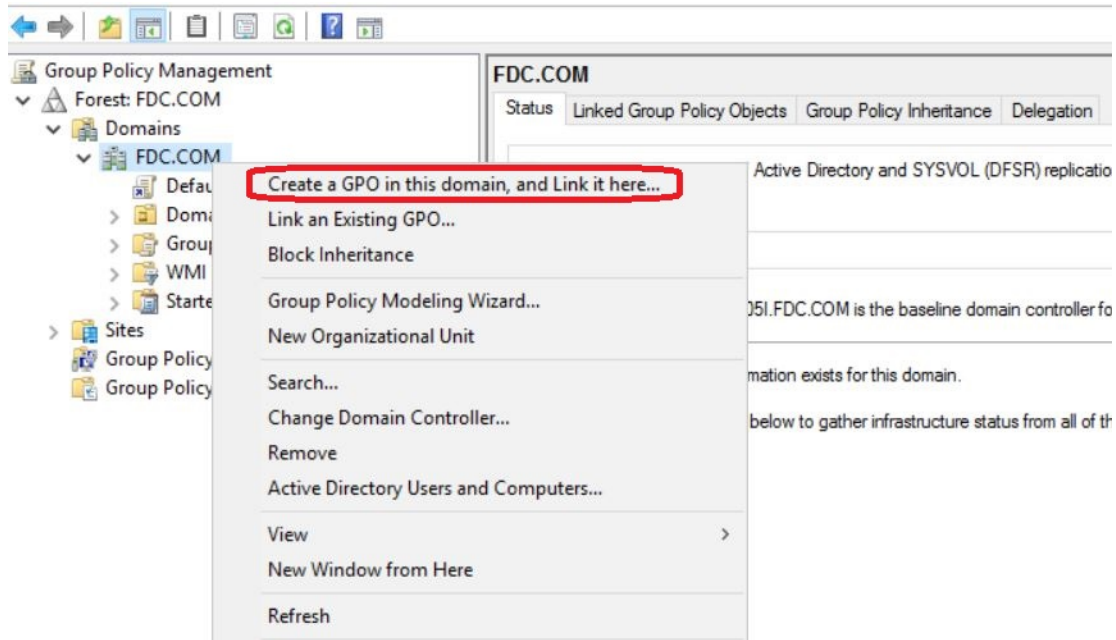 Group Policy Management
Forest: FDC.COM
Domains
FDC.COM
Defau
Doma
Group
WMI
Starte
Sites
Group Policy
Group Policy
Create a GPO in this domain, and Link it here...
Link an Existing GPO...
Block Inheritance
Group Policy Modeling Wizard...
New Organizational Unit
Search...
Change Domain Controller...
Remove
Active Directory Users and Computers...
View
New Window from Here
Refresh
FDC.COM
Status Linked Group Policy Objects Group Policy Inheritance Delegation
Active Directory and SYSVOL (DFSR) replicatio
05I.FDC.COM is the baseline domain controller fo
mation exists for this domain.
below to gather infrastructure status from all of th